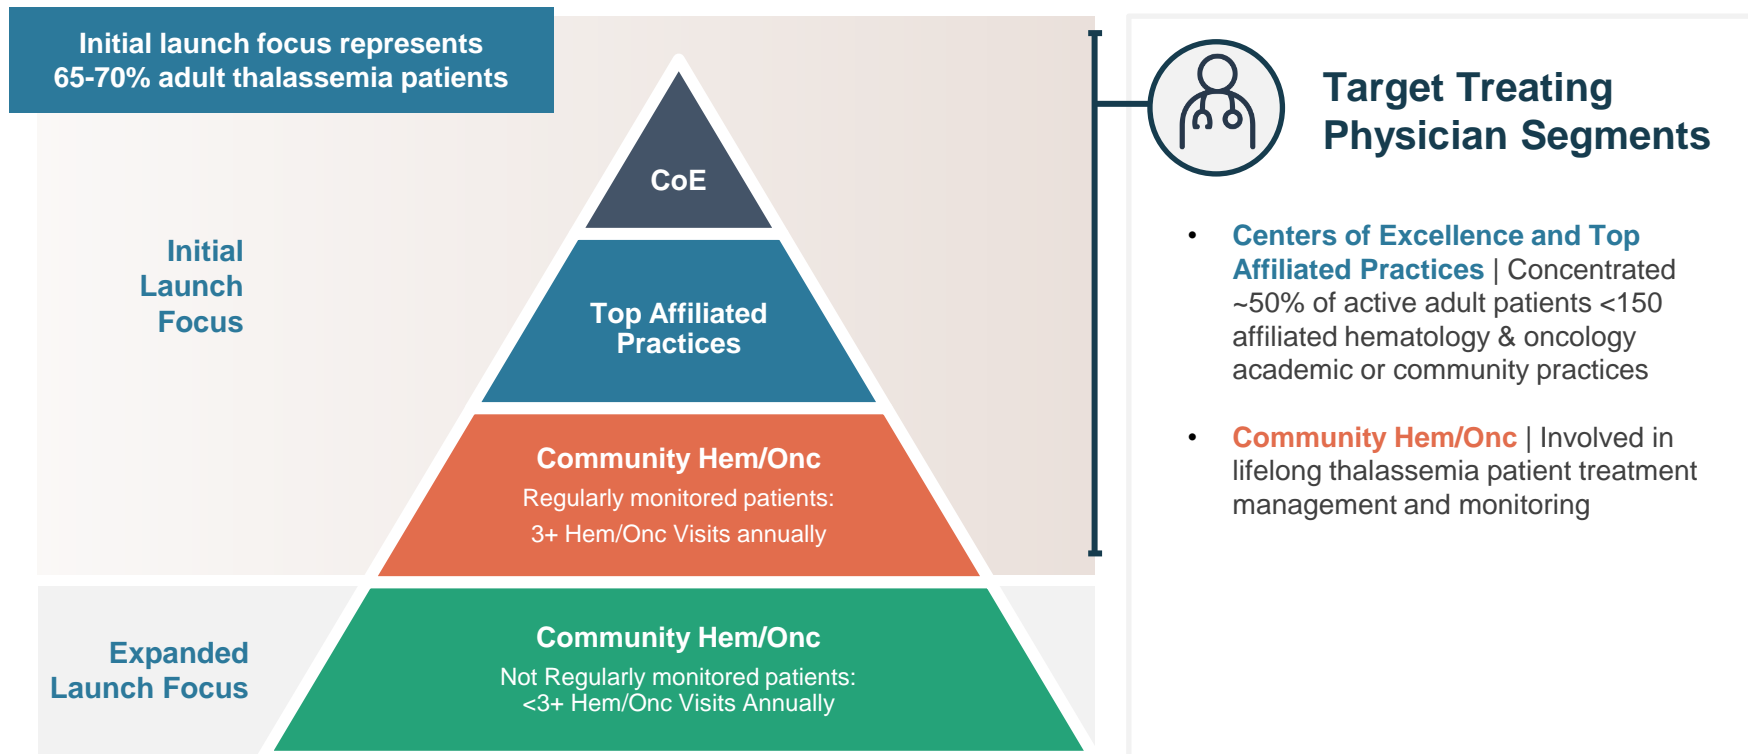 Initial launch focus represents
65-70% adult thalassemia patients
Initial
Launch
Focus
Expanded
Launch Focus
CoE
Top Affiliated
Practices
Community Hem/Onc
Regularly monitored patients:
3+ Hem/Onc Visits annually
Community Hem/Onc
Not Regularly monitored patients:
<3+ Hem/Onc Visits Annually
Target Treating
Physician Segments
• Centers of Excellence and Top
Affiliated Practices | Concentrated
~50% of active adult patients <150
affiliated hematology & oncology
academic or community practices
• Community Hem/Onc | Involved in
lifelong thalassemia patient treatment
management and monitoring